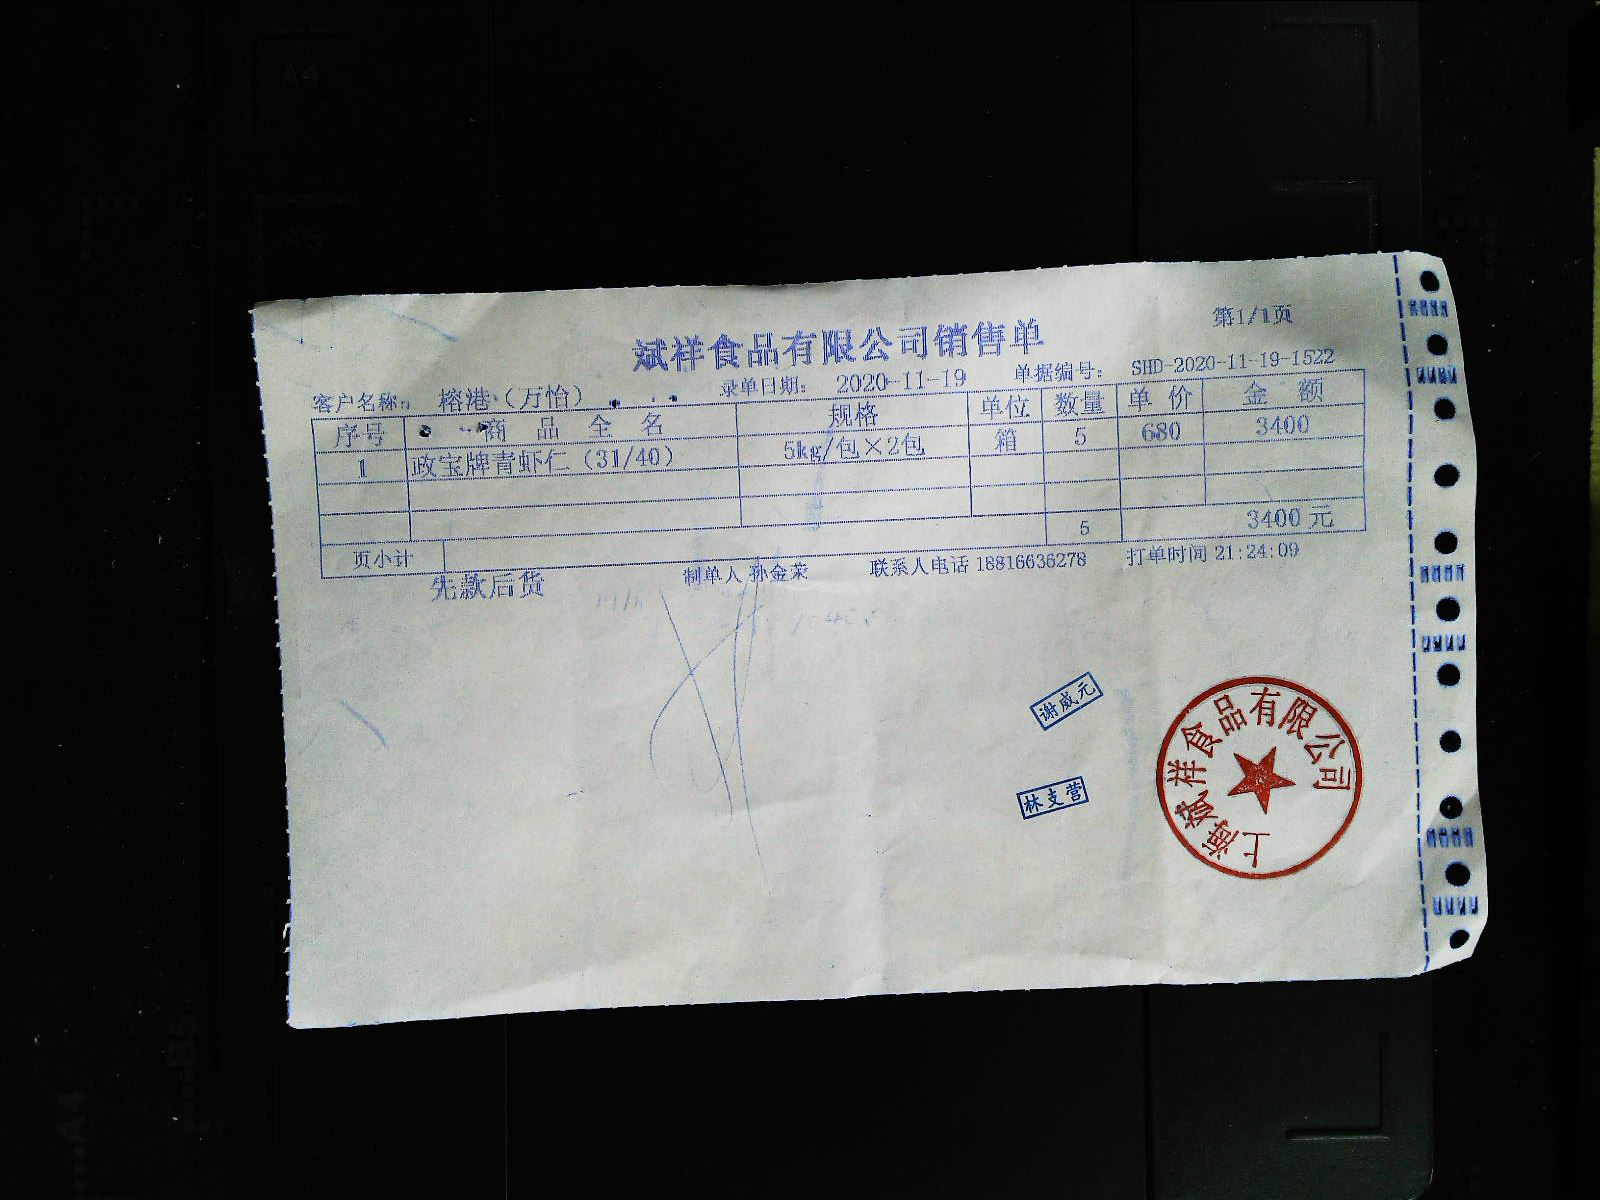 第1/1页
斌祥食品有限公司销售单
客户名称: 榕港(万怡) 录单日期: 2020-11-19 单据编号: SHD-2020-11-19-1522
序号 商品全名 规格 单位 数量 单价 金额
1 政宝牌青虾仁(31/40) 5kg/包×2包 箱 5 680 3400
页小计 5 3400元
先款后货 制单人 孙金荣 联系人电话 18816636278 打单时间 21:24:09
谢威元
林支营
上海斌祥食品有限公司
A4
A5
B5
A4